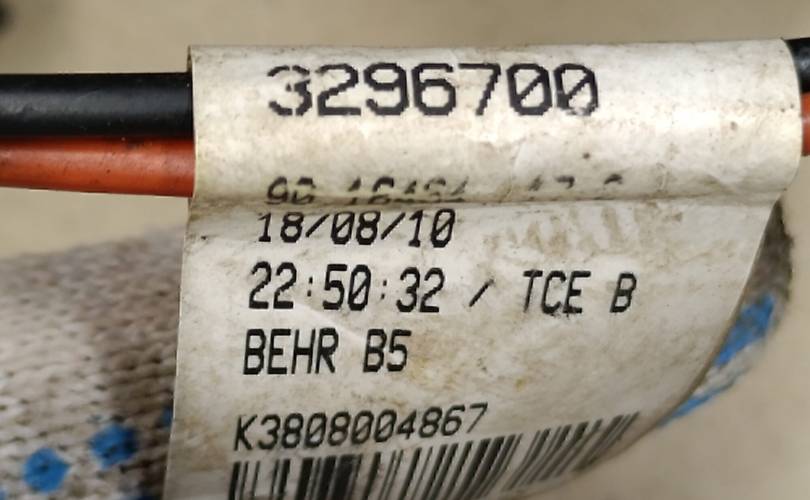 3296700
18/08/10
22:50:32 / TCE B
BEHR B5
K3808004867